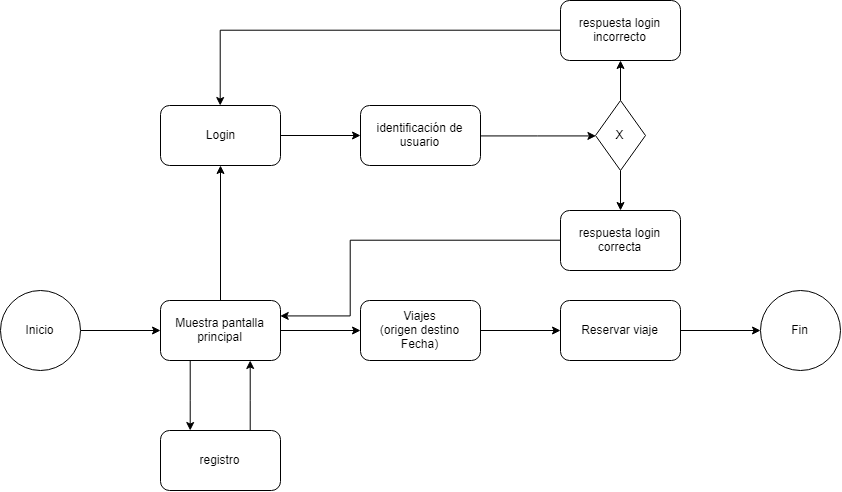 respuesta login
incorrecto
Login
identificación de
usuario
X
respuesta login
correcta
Inicio
Muestra pantalla
principal
Viajes
(origen destino
Fecha)
Reservar viaje
Fin
registro